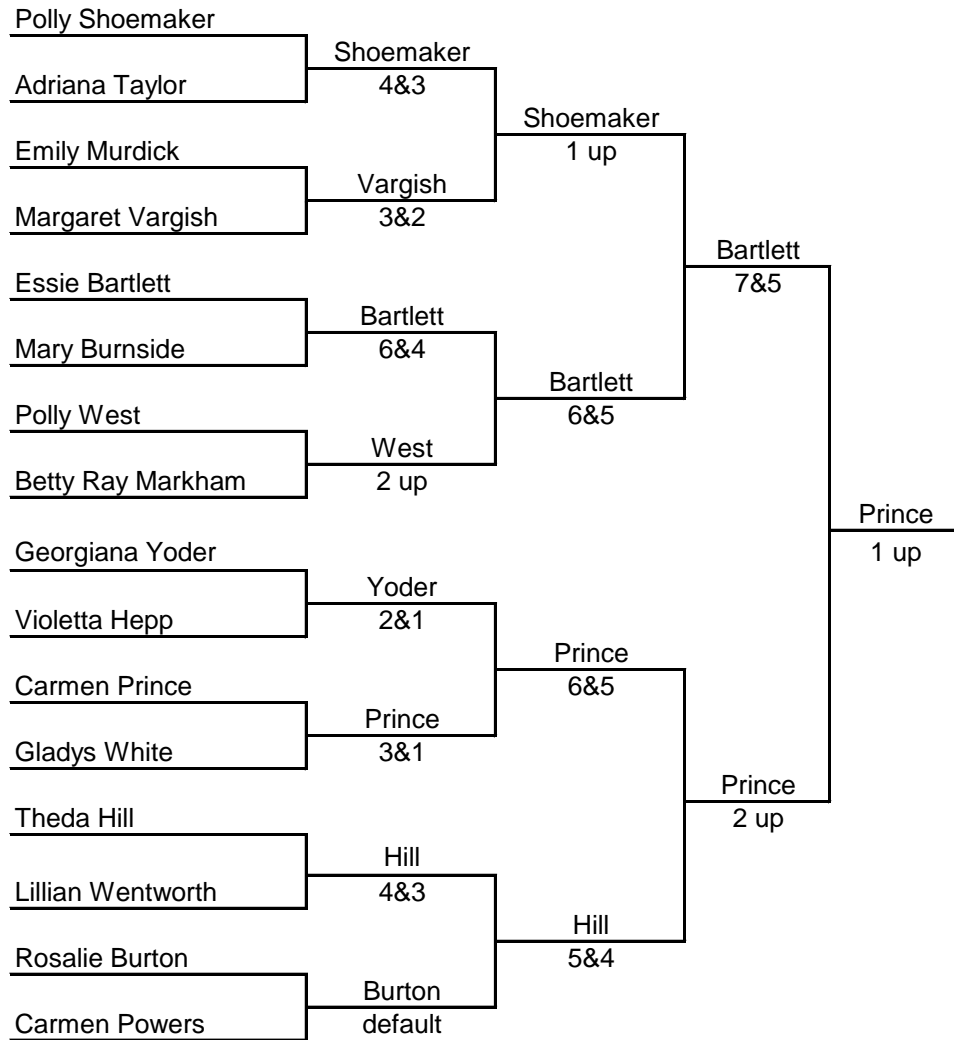 Polly Shoemaker
Shoemaker
Adriana Taylor
4&3
Shoemaker
Emily Murdick
1 up
Vargish
Margaret Vargish
3&2
Bartlett
Essie Bartlett
7&5
Bartlett
Mary Burnside
6&4
Bartlett
Polly West
6&5
West
Betty Ray Markham
2 up
Prince
Georgiana Yoder
1 up
Yoder
Violetta Hepp
2&1
Prince
Carmen Prince
6&5
Prince
Gladys White
3&1
Prince
Theda Hill
2 up
Hill
Lillian Wentworth
4&3
Hill
Rosalie Burton
5&4
Burton
Carmen Powers
default